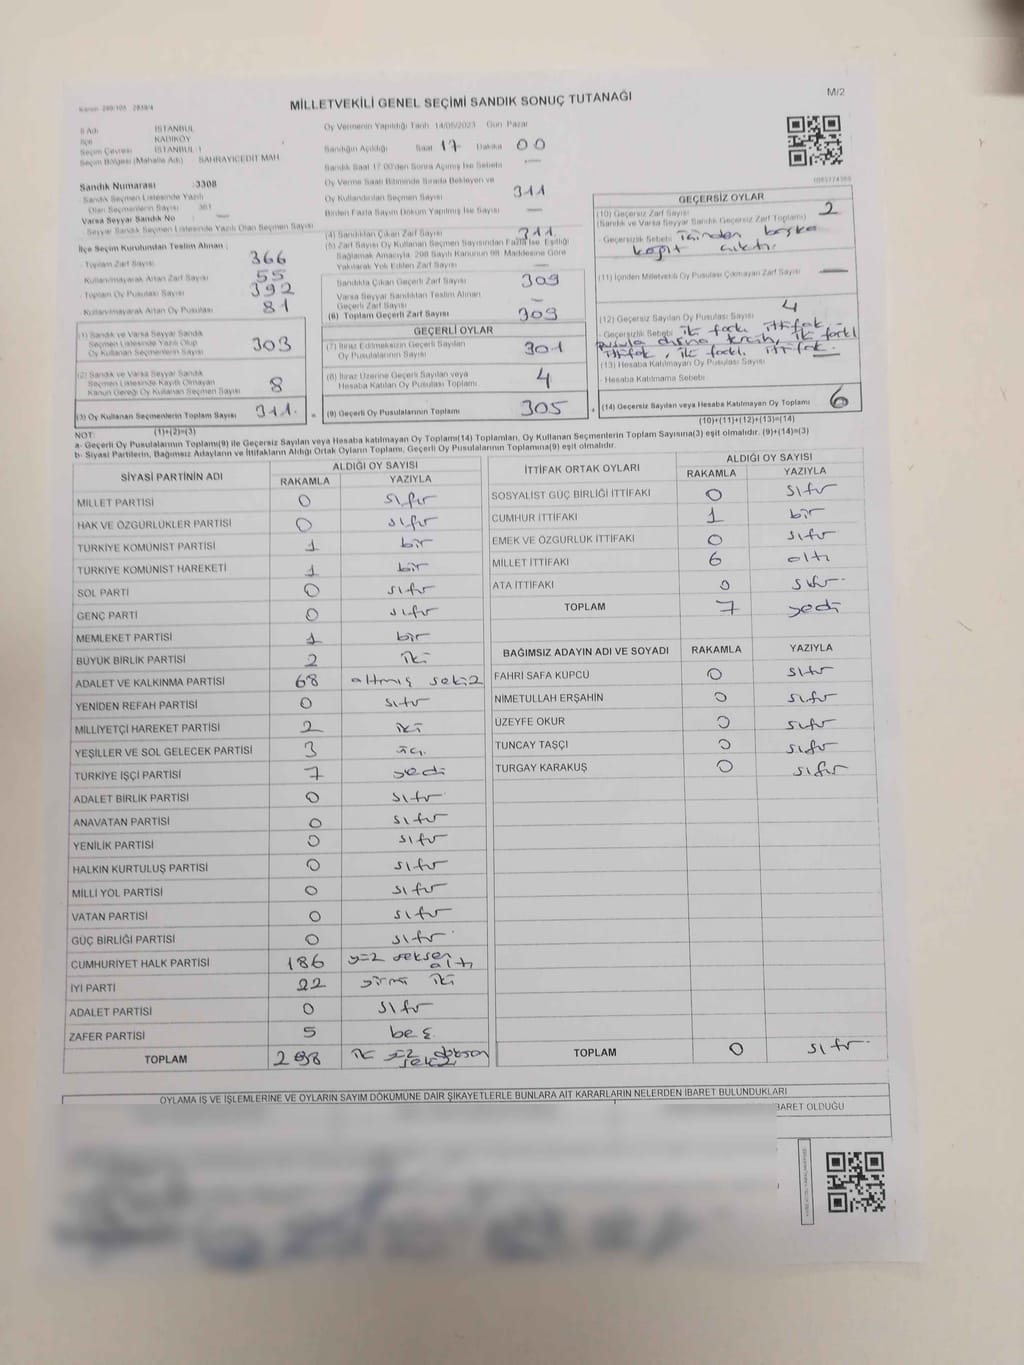 MİLLETVEKİLİ GENEL SEÇİMİ SANDIK SONUÇ TUTANAĞI
M/2
İl Adı İSTANBUL
İlçe KADIKÖY
Seçim Çevresi İSTANBUL 1
Seçim Bölgesi (Mahalle Adı) SAHRAYICEDİT MAH
Sandık Numarası :3308
- Sandık Seçmen Listesinde Yazılı
Olan Seçmenlerin Sayısı 361
Varsa Seyyar Sandık No —
- Seyyar Sandık Seçmen Listesinde Yazılı Olan Seçmen Sayısı
İlçe Seçim Kurulundan Teslim Alınan :
- Toplam Zarf Sayısı 366
- Kullanılmayarak Artan Zarf Sayısı 55
- Toplam Oy Pusulası Sayısı 392
- Kullanılmayarak Artan Oy Pusulası 81
(1) Sandık ve Varsa Seyyar Sandık
Seçmen Listesinde Yazılı Olup
Oy Kullanan Seçmenlerin Sayısı 303
(2) Sandık ve Varsa Seyyar Sandık
Seçmen Listesinde Kayıtlı Olmayan
Kanun Gereği Oy Kullanan Seçmen Sayısı 8
(3) Oy Kullanan Seçmenlerin Toplam Sayısı 311.
(1)+(2)=(3)
Oy Vermenin Yapıldığı Tarih 14/05/2023 Gün Pazar
Sandığın Açıldığı Saat 17 Dakika 00
Sandık Saat 17:00'den Sonra Açılmış İse Sebebi —
Oy Verme Saati Bitiminde Sırada Bekleyen ve
Oy Kullandırılan Seçmen Sayısı 311
Birden Fazla Sayım Döküm Yapılmış İse Sayısı —
(4) Sandıktan Çıkan Zarf Sayısı 311.
(5) Zarf Sayısı Oy Kullanan Seçmen Sayısından Fazla İse, Eşitliği
Sağlamak Amacıyla, 298 Sayılı Kanunun 98. Maddesine Göre
Yakılarak Yok Edilen Zarf Sayısı —
Sandıkta Çıkan Geçerli Zarf Sayısı 309
Varsa Seyyar Sandıktan Teslim Alınan
Geçerli Zarf Sayısı —
(6) Toplam Geçerli Zarf Sayısı 309
GEÇERLİ OYLAR
(7) İtiraz Edilmeksizin Geçerli Sayılan
Oy Pusulalarının Sayısı 301
(8) İtiraz Üzerine Geçerli Sayılan veya
Hesaba Katılan Oy Pusulası Toplamı 4
(9) Geçerli Oy Pusulalarının Toplamı 305
GEÇERSİZ OYLAR
(10) Geçersiz Zarf Sayısı 2
(Sandık ve Varsa Seyyar Sandık Geçersiz Zarf Toplamı)
- Geçersizlik Sebebi içinden başka
kağıt çıktı.
(11) İçinden Milletvekili Oy Pusulası Çıkmayan Zarf Sayısı —
(12) Geçersiz Sayılan Oy Pusulası Sayısı 4
- Geçersizlik Sebebi iki farklı ittifak -
pusula dışına tercih, iki farklı
ittifak, iki farklı ittifak.
(13) Hesaba Katılmayan Oy Pusulası Sayısı —
- Hesaba Katılmama Sebebi
(14) Geçersiz Sayılan veya Hesaba Katılmayan Oy Toplamı 6
(10)+(11)+(12)+(13)=(14)
NOT:
a- Geçerli Oy Pusulalarının Toplamı(9) ile Geçersiz Sayılan veya Hesaba katılmayan Oy Toplamı(14) Toplamları, Oy Kullanan Seçmenlerin Toplam Sayısına(3) eşit olmalıdır. (9)+(14)=(3)
b- Siyasi Partilerin, Bağımsız Adayların ve İttifakların Aldığı Ortak Oyların Toplamı, Geçerli Oy Pusulalarının Toplamına(9) eşit olmalıdır.
SİYASİ PARTİNİN ADI ALDIĞI OY SAYISI
RAKAMLA YAZIYLA
MİLLET PARTİSİ 0 sıfır
HAK VE ÖZGÜRLÜKLER PARTİSİ 0 sıfır
TÜRKİYE KOMÜNİST PARTİSİ 1 bir
TÜRKİYE KOMÜNİST HAREKETİ 1 bir
SOL PARTİ 0 sıfır
GENÇ PARTİ 0 sıfır
MEMLEKET PARTİSİ 1 bir
BÜYÜK BİRLİK PARTİSİ 2 iki
ADALET VE KALKINMA PARTİSİ 68 altmış sekiz
YENİDEN REFAH PARTİSİ 0 sıfır
MİLLİYETÇİ HAREKET PARTİSİ 2 iki
YEŞİLLER VE SOL GELECEK PARTİSİ 3 üç.
TÜRKİYE İŞÇİ PARTİSİ 7 yedi
ADALET BİRLİK PARTİSİ 0 sıfır
ANAVATAN PARTİSİ 0 sıfır
YENİLİK PARTİSİ 0 sıfır
HALKIN KURTULUŞ PARTİSİ 0 sıfır
MİLLİ YOL PARTİSİ 0 sıfır
VATAN PARTİSİ 0 sıfır
GÜÇ BİRLİĞİ PARTİSİ 0 sıfır
CUMHURİYET HALK PARTİSİ 186 yüz seksen altı
İYİ PARTİ 22 yirmi iki
ADALET PARTİSİ 0 sıfır
ZAFER PARTİSİ 5 beş
TOPLAM 298 iki yüz doksan sekiz
İTTİFAK ORTAK OYLARI ALDIĞI OY SAYISI
RAKAMLA YAZIYLA
SOSYALİST GÜÇ BİRLİĞİ İTTİFAKI 0 sıfır
CUMHUR İTTİFAKI 1 bir
EMEK VE ÖZGÜRLÜK İTTİFAKI 0 sıfır
MİLLET İTTİFAKI 6 altı
ATA İTTİFAKI 0 sıfır
TOPLAM 7 yedi
BAĞIMSIZ ADAYIN ADI VE SOYADI RAKAMLA YAZIYLA
FAHRİ SAFA KÜPCÜ 0 sıfır
NİMETULLAH ERŞAHİN 0 sıfır
ÜZEYFE OKUR 0 sıfır
TUNCAY TAŞÇI 0 sıfır
TURGAY KARAKUŞ 0 sıfır
TOPLAM 0 sıfır
OYLAMA İŞ VE İŞLEMLERİNE VE OYLARIN SAYIM DÖKÜMÜNE DAİR ŞİKAYETLERLE BUNLARA AİT KARARLARIN NELERDEN İBARET BULUNDUKLARI
BARET OLDUĞU